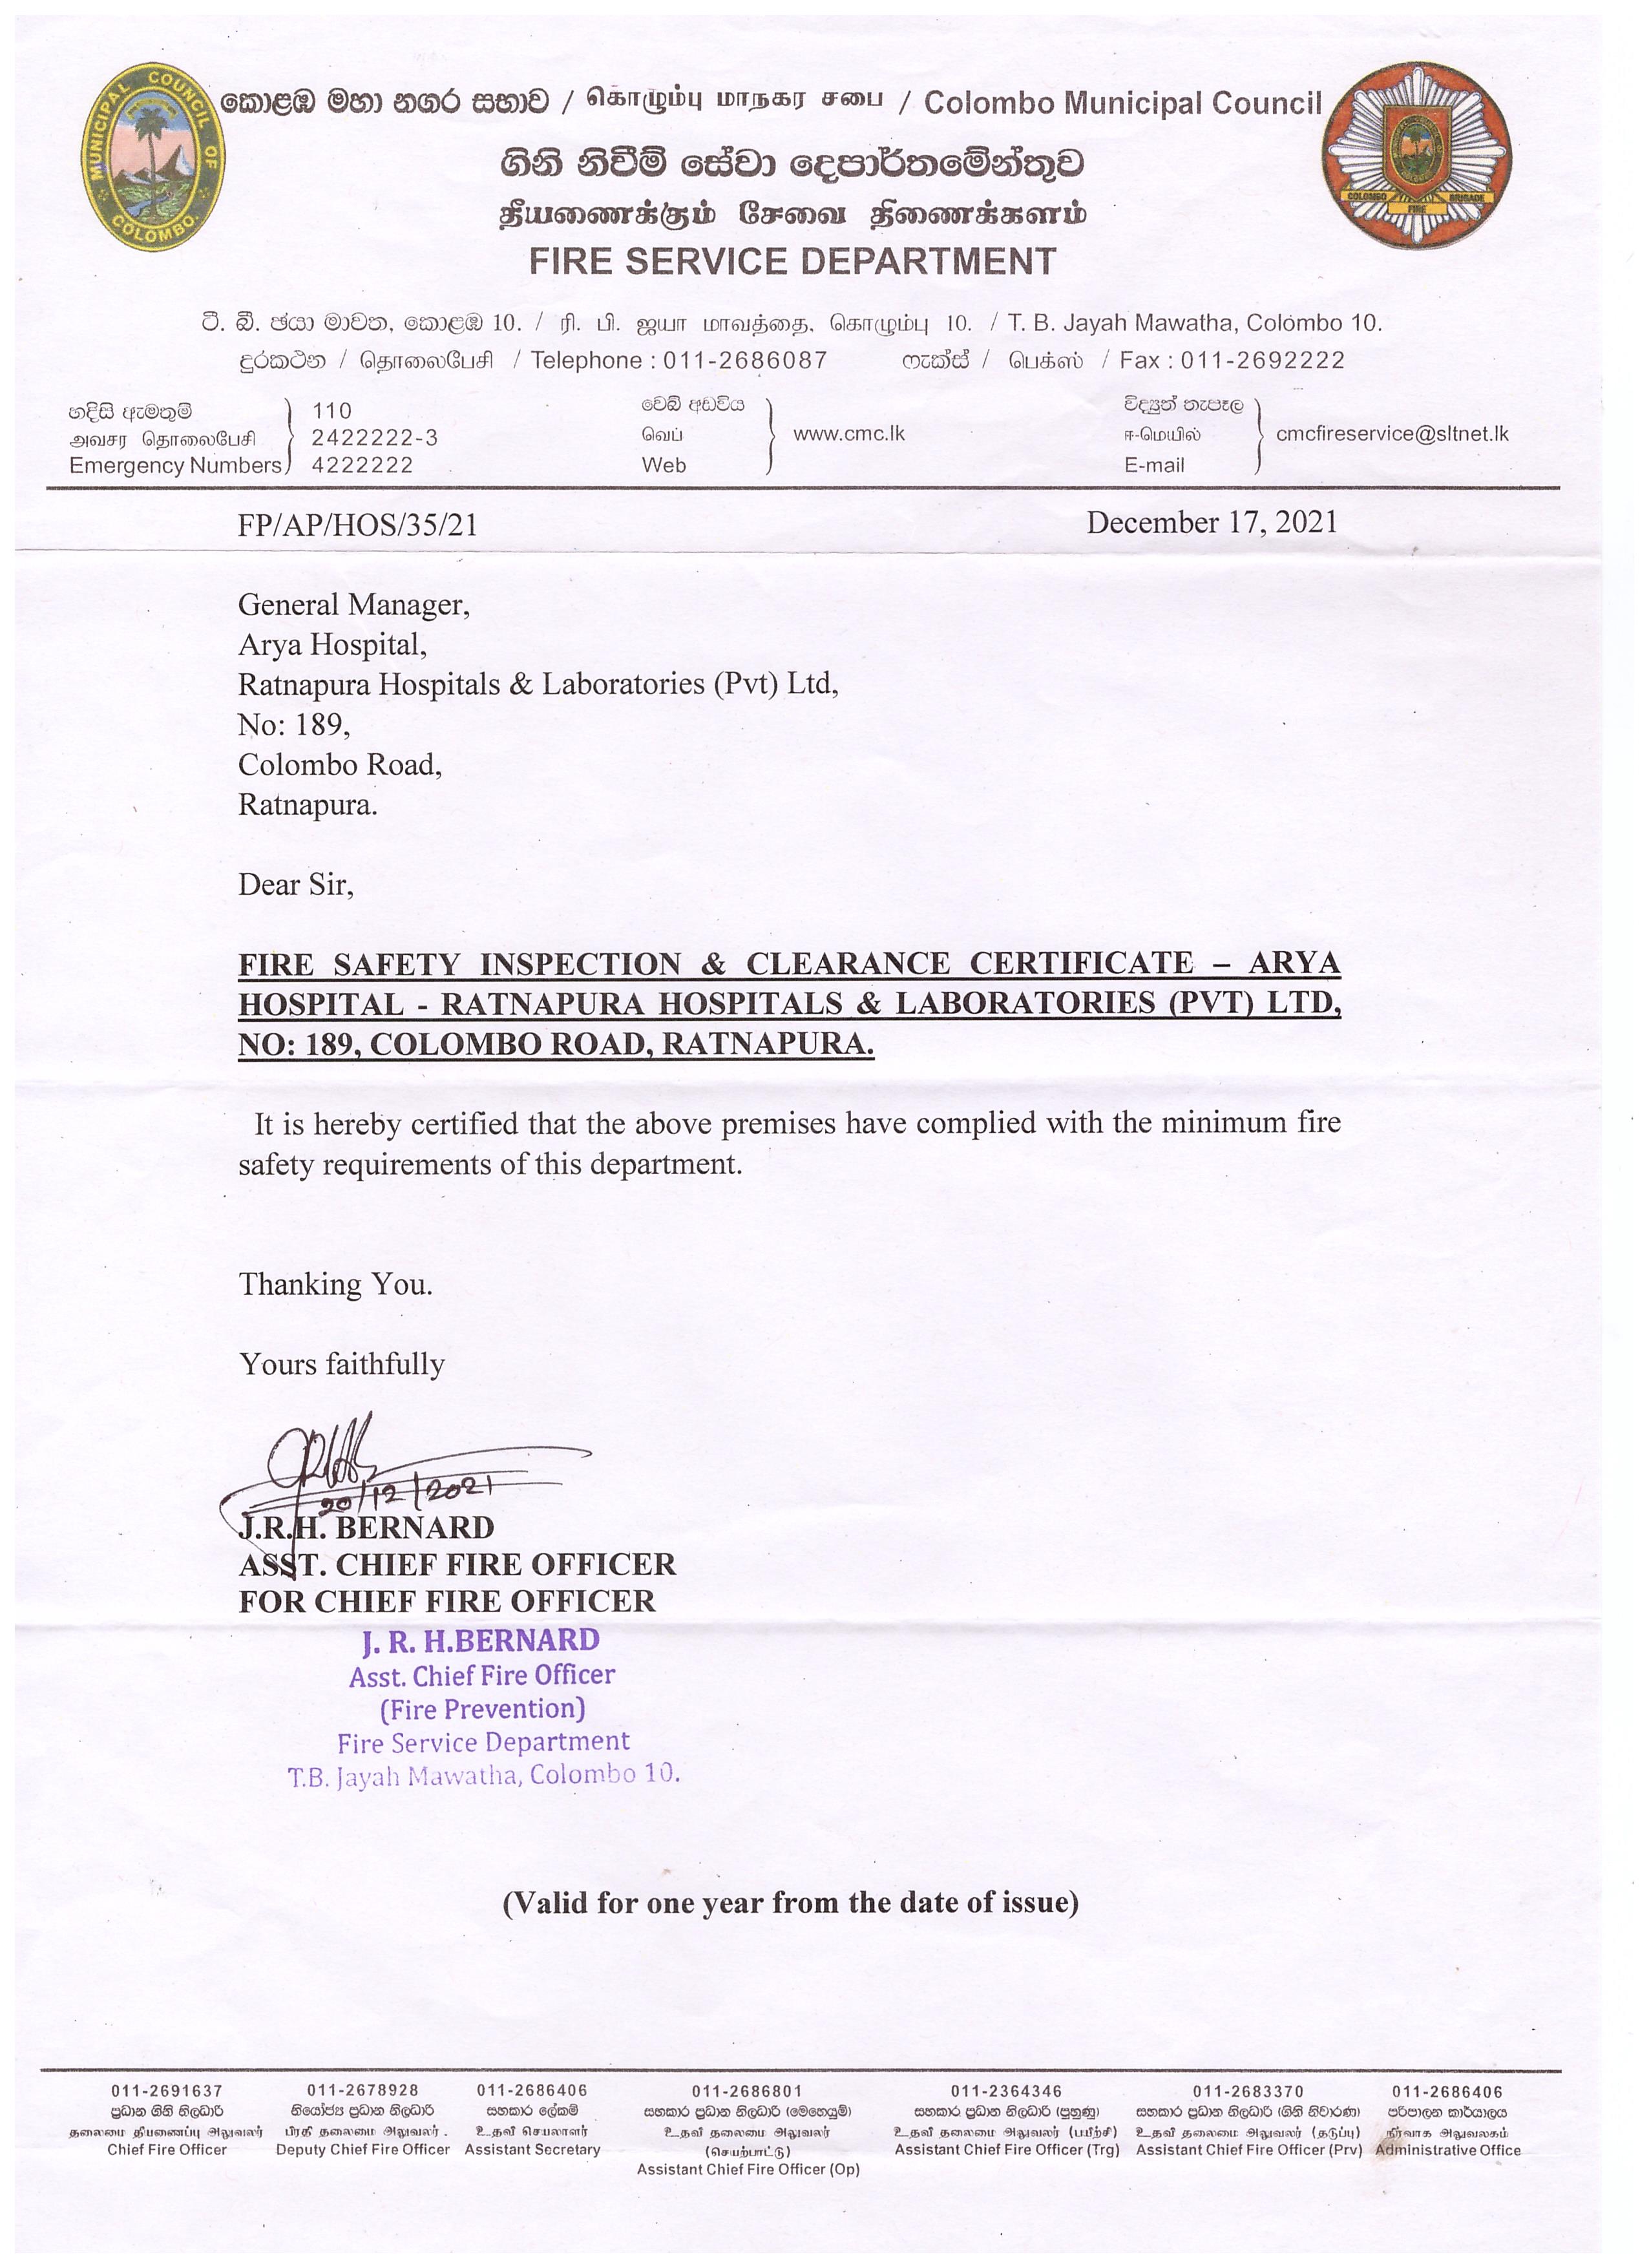 MUNICIPAL COUNCIL OF COLOMBO.
කොළඹ මහා නගර සභාව / கொழும்பு மாநகர சபை / Colombo Municipal Council
ගිනි නිවීම් සේවා දෙපාර්තමේන්තුව
தீயணைக்கும் சேவை திணைக்களம்
FIRE SERVICE DEPARTMENT
COLOMBO FIRE BRIGADE
ටී. බී. ඡයා මාවත, කොළඹ 10. / ரி. பி. ஜயா மாவத்தை, கொழும்பு 10. / T. B. Jayah Mawatha, Colombo 10.
දුරකථන / தொலைபேசி / Telephone : 011-2686087 ෆැක්ස් / பெக்ஸ் / Fax : 011-2692222
හදිසි ඇමතුම් 110 වෙබ් අඩවිය විද්‍යුත් තැපෑල
அவசர தொலைபேசி 2422222-3 வெப் www.cmc.lk ஈ-மெயில் cmcfireservice@sltnet.lk
Emergency Numbers 4222222 Web E-mail
FP/AP/HOS/35/21 December 17, 2021
General Manager,
Arya Hospital,
Ratnapura Hospitals & Laboratories (Pvt) Ltd,
No: 189,
Colombo Road,
Ratnapura.
Dear Sir,
FIRE SAFETY INSPECTION & CLEARANCE CERTIFICATE – ARYA
HOSPITAL - RATNAPURA HOSPITALS & LABORATORIES (PVT) LTD,
NO: 189, COLOMBO ROAD, RATNAPURA.
It is hereby certified that the above premises have complied with the minimum fire
safety requirements of this department.
Thanking You.
Yours faithfully
20/12/2021
J.R.H. BERNARD
ASST. CHIEF FIRE OFFICER
FOR CHIEF FIRE OFFICER
J. R. H.BERNARD
Asst. Chief Fire Officer
(Fire Prevention)
Fire Service Department
T.B. Jayah Mawatha, Colombo 10.
(Valid for one year from the date of issue)
011-2691637 011-2678928 011-2686406 011-2686801 011-2364346 011-2683370 011-2686406
ප්‍රධාන ගිනි නිලධාරී නියෝජ්‍ය ප්‍රධාන නිලධාරී සහකාර ලේකම් සහකාර ප්‍රධාන නිලධාරී (මෙහෙයුම්) සහකාර ප්‍රධාන නිලධාරී (පුහුණු) සහකාර ප්‍රධාන නිලධාරී (ගිනි නිවාරණ) පරිපාලන කාර්යාලය
தலைமை தீயணைப்பு அலுவலர் பிரதி தலைமை அலுவலர். உதவி செயலாளர் உதவி தலைமை அலுவலர் உதவி தலைமை அலுவலர் (பயிற்சி) உதவி தலைமை அலுவலர் (தடுப்பு) நிர்வாக அலுவலகம்
Chief Fire Officer Deputy Chief Fire Officer Assistant Secretary (செயற்பாட்டு) Assistant Chief Fire Officer (Trg) Assistant Chief Fire Officer (Prv) Administrative Office
Assistant Chief Fire Officer (Op)